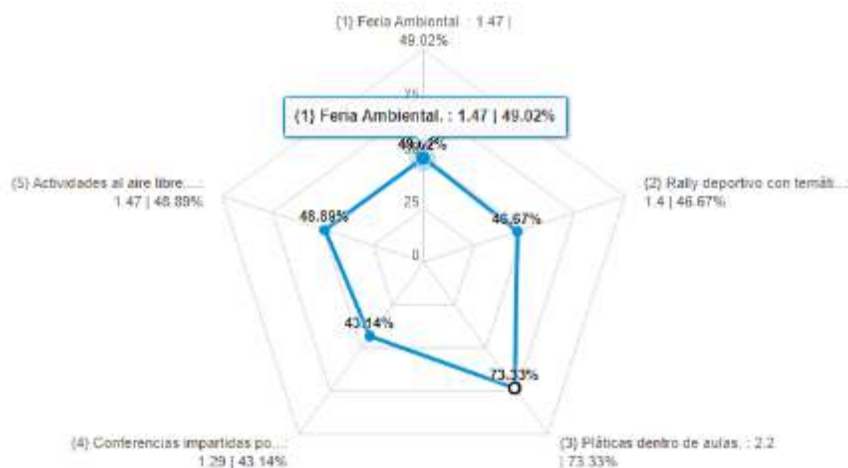 (1) Feria Ambiental. : 1.47 |
49.02%
75
(1) Feria Ambiental. : 1.47 | 49.02%
49.02%
(5) Actividades al aire libre,...:
1.47 | 48.89%
(2) Rally deportivo con temáti...:
1.4 | 46.67%
25
48.89%
46.67%
0
43.14%
73.33%
(4) Conferencias impartidas po...:
1.29 | 43.14%
(3) Pláticas dentro de aulas. : 2.2
| 73.33%